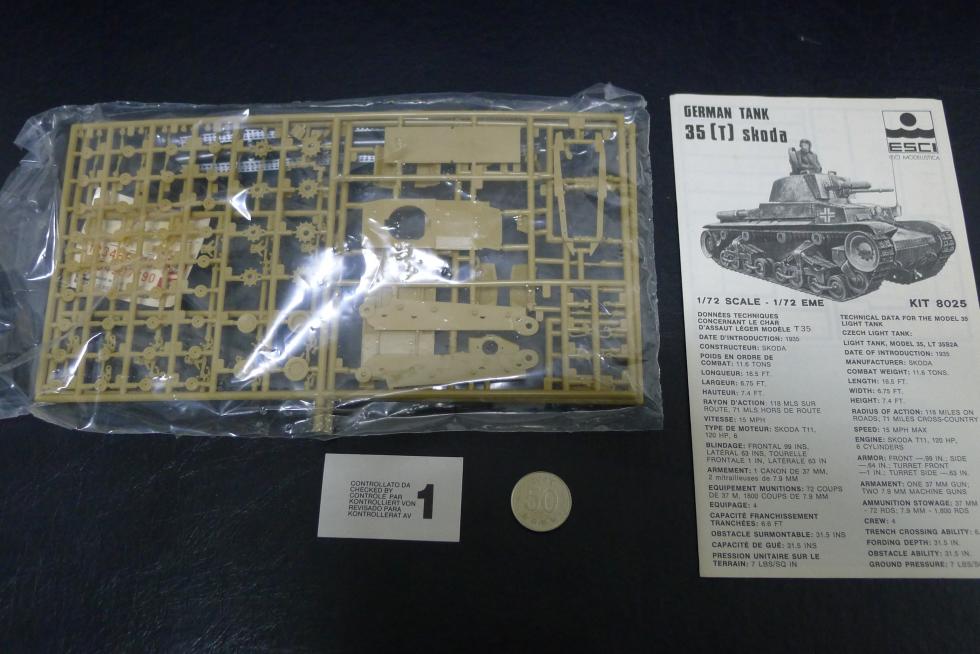 GERMAN TANK
35 (T) skoda
ESCI
ESCI MODELLISTICA
1/72 SCALE - 1/72 EME
KIT 8025
DONNÉES TECHNIQUES
CONCERNANT LE CHAR
D'ASSAUT LÉGER MODÈLE T 35
DATE D'INTRODUCTION: 1935
CONSTRUCTEUR: SKODA
POIDS EN ORDRE DE
COMBAT: 11.6 TONS
LONGUEUR: 16.5 FT.
LARGEUR: 6.75 FT.
HAUTEUR: 7.4 FT.
RAYON D'ACTION: 118 MLS SUR
ROUTE, 71 MLS HORS DE ROUTE
VITESSE: 15 MPH
TYPE DE MOTEUR: SKODA T11,
120 HP, 6
BLINDAGE: FRONTAL 99 INS,
LATÉRAL 63 INS, TOURELLE
FRONTALE 1 IN, LATÉRALE 63 IN
ARMEMENT: 1 CANON DE 37 MM,
2 mitrailleuses de 7.9 MM
EQUIPEMENT MUNITIONS: 72 COUPS
DE 37 M, 1800 COUPS DE 7.9 MM
EQUIPAGE: 4
CAPACITÉ FRANCHISSEMENT
TRANCHÉES: 6.6 FT
OBSTACLE SURMONTABLE: 31.5 INS
CAPACITÉ DE GUÉ: 31.5 INS
PRESSION UNITAIRE SUR LE
TERRAIN: 7 LBS/SQ IN
TECHNICAL DATA FOR THE MODEL 35
LIGHT TANK
CZECH LIGHT TANK:
LIGHT TANK, MODEL 35, LT 35B2A
DATE OF INTRODUCTION: 1935
MANUFACTURER: SKODA
COMBAT WEIGHT: 11.6 TONS.
LENGTH: 16.5 FT.
WIDTH: 6.75 FT.
HEIGHT: 7.4 FT.
RADIUS OF ACTION: 118 MILES ON
ROADS; 71 MILES CROSS-COUNTRY
SPEED: 15 MPH
ENGINE: SKODA T11, 120 HP,
6 CYLINDERS
ARMOR: FRONT —.99 IN.; SIDE
—.64 IN.; TURRET FRONT
—1 IN.; TURRET SIDE —.63 IN.
ARMAMENT: ONE 37 MM GUN;
TWO 7.9 MM MACHINE GUNS
AMMUNITION STOWAGE: 37 MM
- 72 RDS; 7.9 MM - 1,800 RDS
CREW: 4
TRENCH CROSSING ABILITY: 6.
FORDING DEPTH: 31.5 IN.
OBSTACLE ABILITY: 31.5 IN.
GROUND PRESSURE: 7 LBS/S
CONTROLLATO DA
CHECKED BY
CONTROLÉ PAR
KONTROLLIERT VON
REVISADO PARA
KONTROLLERAT AV
1
50